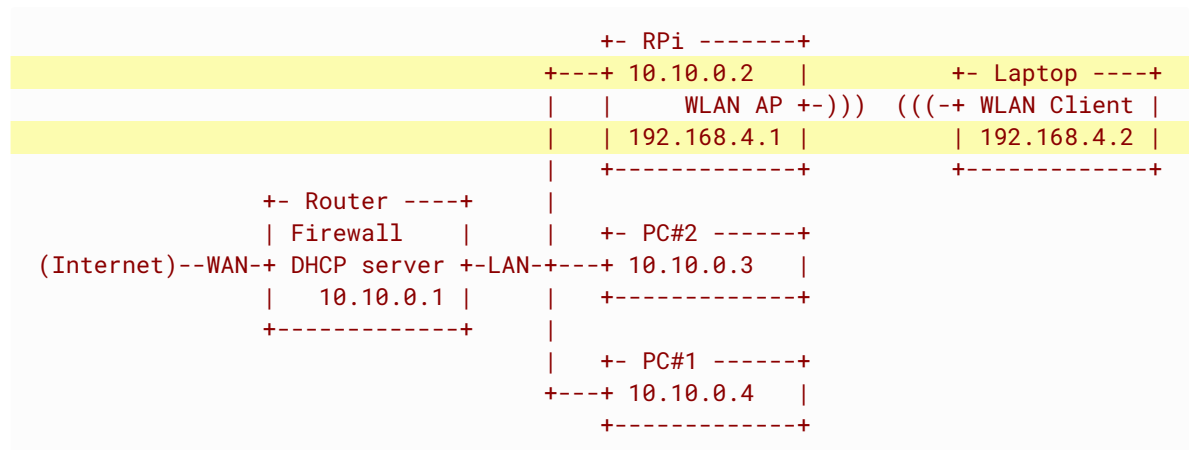 +- RPi -------+
                                     +---+ 10.10.0.2   |          +- Laptop ----+
                                     |   |     WLAN AP +-)))  (((-+ WLAN Client |
                                     |   | 192.168.4.1 |          | 192.168.4.2 |
                                     |   +-------------+          +-------------+
                 +- Router ----+     |
                 | Firewall    |     |   +- PC#2 ------+
(Internet)--WAN-+ DHCP server +-LAN-+---+ 10.10.0.3   |
                 |   10.10.0.1 |     |   +-------------+
                 +-------------+     |
                                     |   +- PC#1 ------+
                                     +---+ 10.10.0.4   |
                                         +-------------+